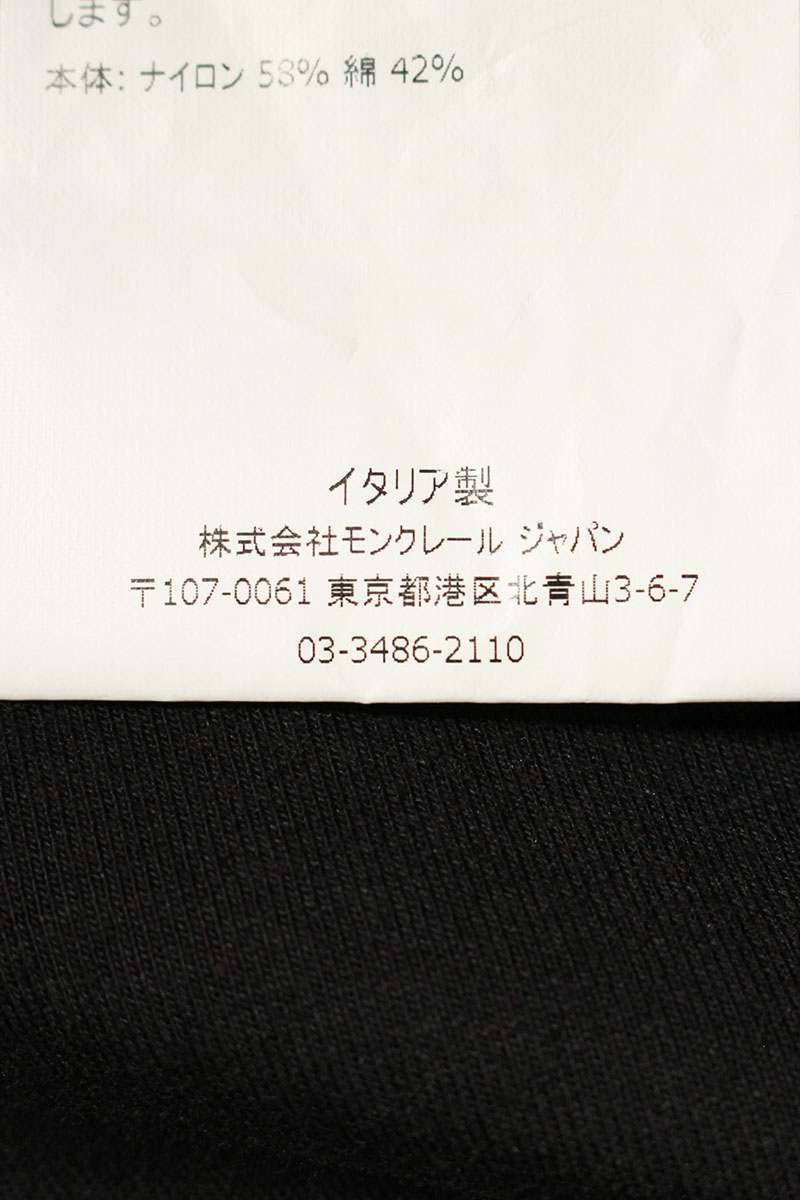 します。
本体: ナイロン 58% 綿 42%
イタリア製
株式会社モンクレール ジャパン
〒107-0061 東京都港区北青山3-6-7
03-3486-2110